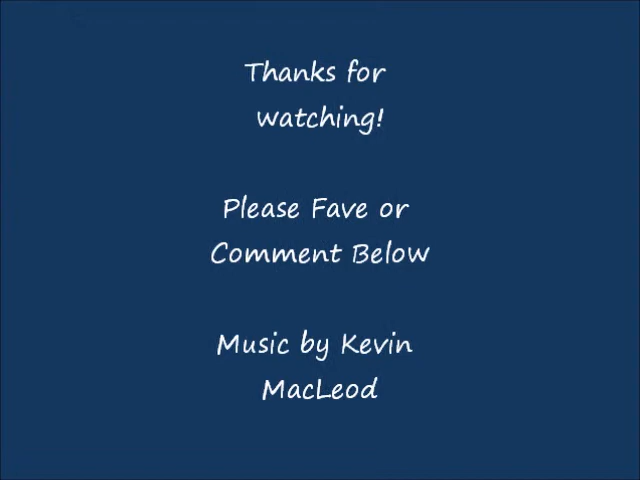 Thanks for
watching!
Please Fave or
Comment Below
Music by Kevin
MacLeod